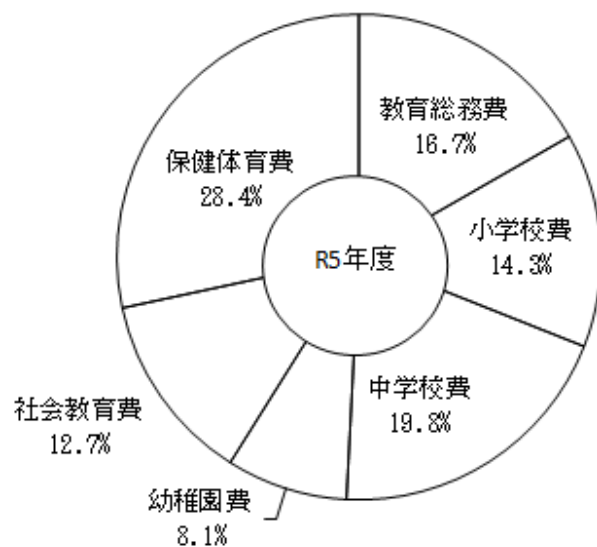 教育総務費
16.7%
小学校費
14.3%
中学校費
19.8%
幼稚園費
8.1%
社会教育費
12.7%
保健体育費
28.4%
R5年度